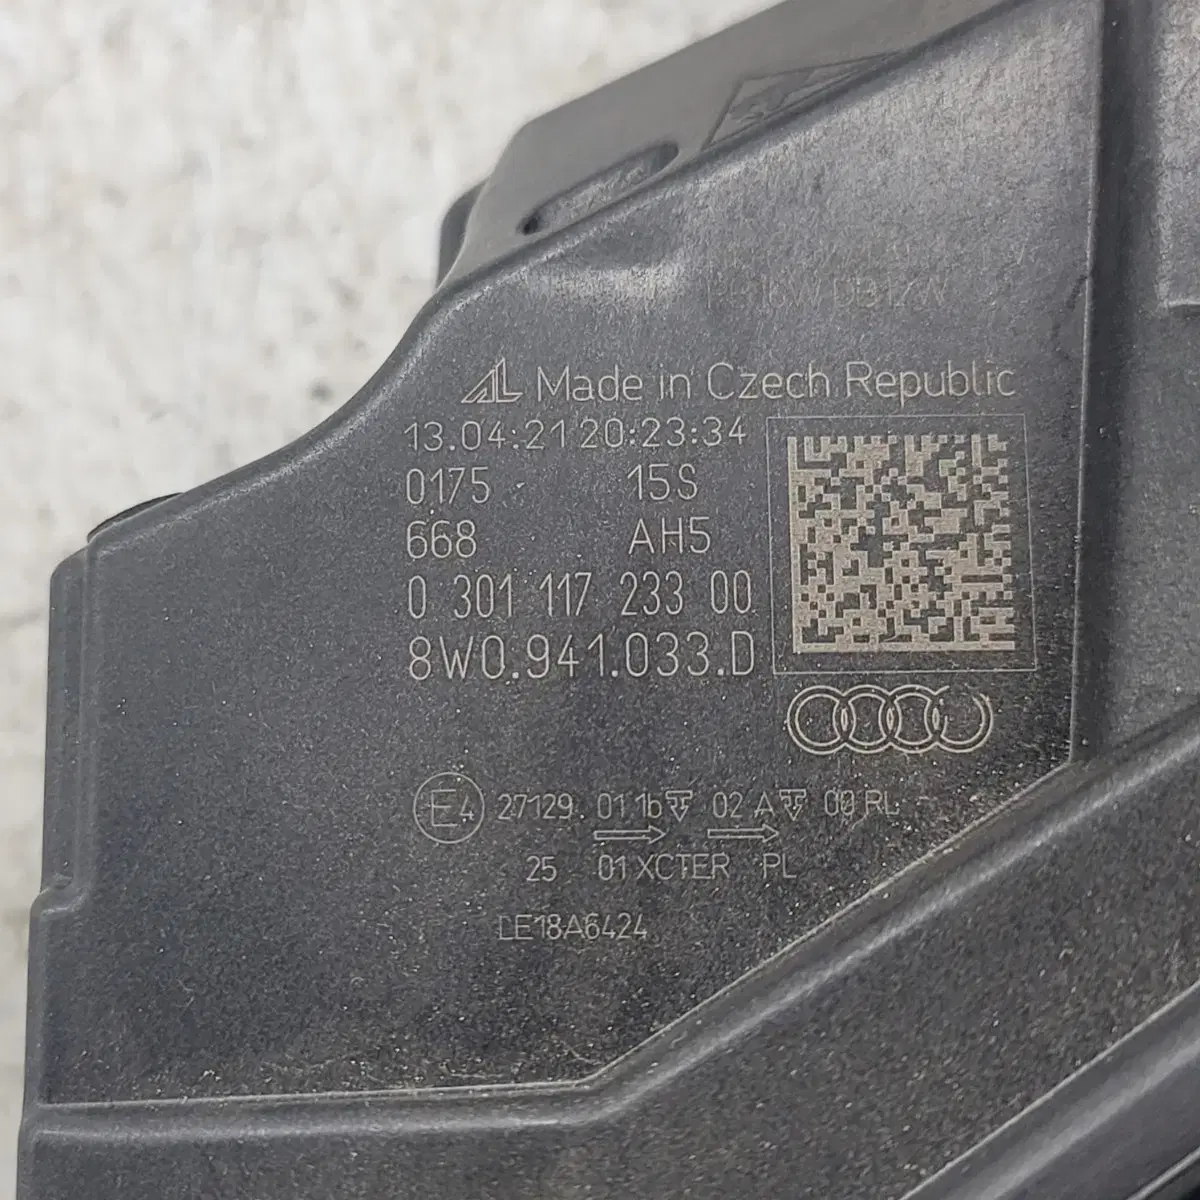 AL Made in Czech Republic
13.04.21 20:23:34
0175 15S
668 AH5
0 301 117 233 00
8W0.941.033.D
E4 27129 01 1b 02 A 00 RL
25 01 XCTER PL
LE18A6424